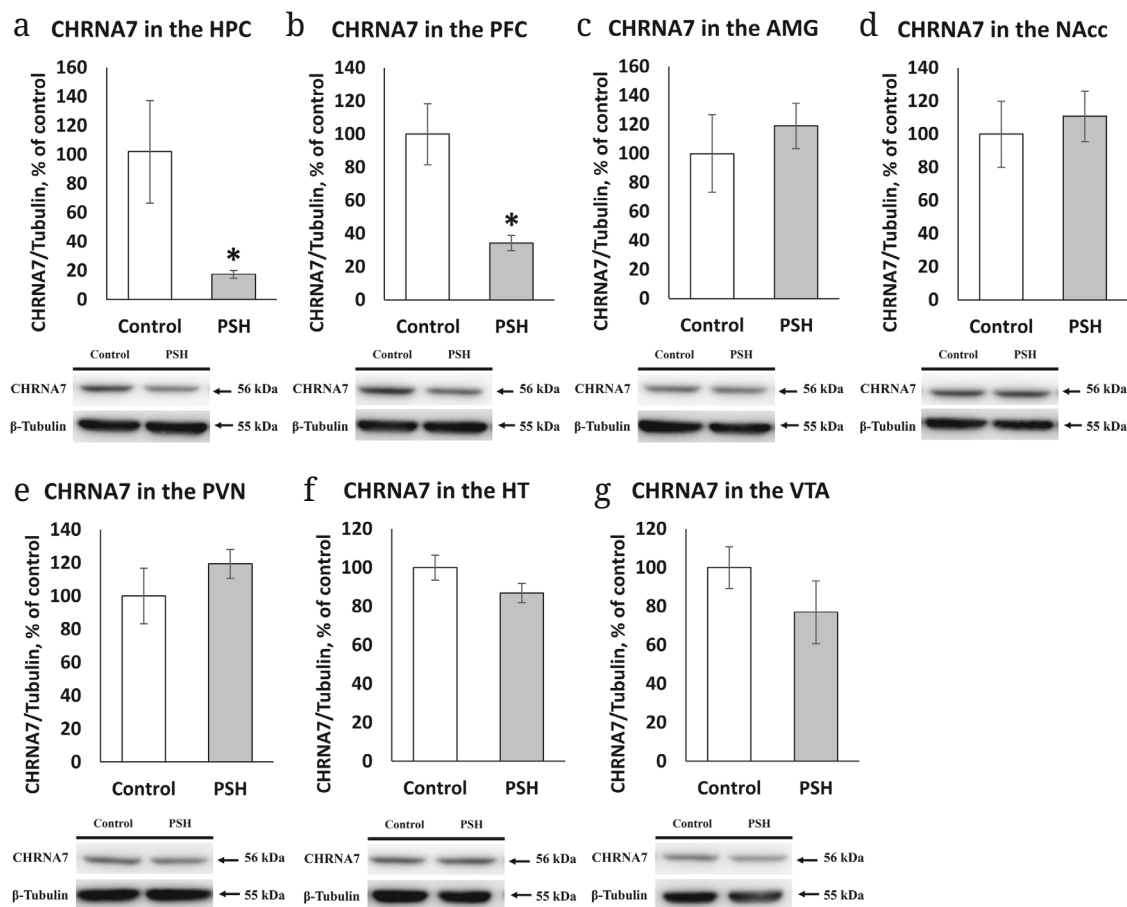 a CHRNA7 in the HPC
CHRNA7/Tubulin, % of control
160
140
120
100
80
60
40
20
0
*
Control PSH
Control PSH
CHRNA7 56 kDa
β-Tubulin 55 kDa
b CHRNA7 in the PFC
CHRNA7/Tubulin, % of control
140
120
100
80
60
40
20
0
*
Control PSH
Control PSH
CHRNA7 56 kDa
β-Tubulin 55 kDa
c CHRNA7 in the AMG
CHRNA7/Tubulin, % of control
160
140
120
100
80
60
40
20
0
Control PSH
Control PSH
CHRNA7 56 kDa
β-Tubulin 55 kDa
d CHRNA7 in the NAcc
CHRNA7/Tubulin, % of control
140
120
100
80
60
40
20
0
Control PSH
Control PSH
CHRNA7 56 kDa
β-Tubulin 55 kDa
e CHRNA7 in the PVN
CHRNA7/Tubulin, % of control
140
120
100
80
60
40
20
0
Control PSH
Control PSH
CHRNA7 56 kDa
β-Tubulin 55 kDa
f CHRNA7 in the HT
CHRNA7/Tubulin, % of control
120
100
80
60
40
20
0
Control PSH
Control PSH
CHRNA7 56 kDa
β-Tubulin 55 kDa
g CHRNA7 in the VTA
CHRNA7/Tubulin, % of control
120
100
80
60
40
20
0
Control PSH
Control PSH
CHRNA7 56 kDa
β-Tubulin 55 kDa